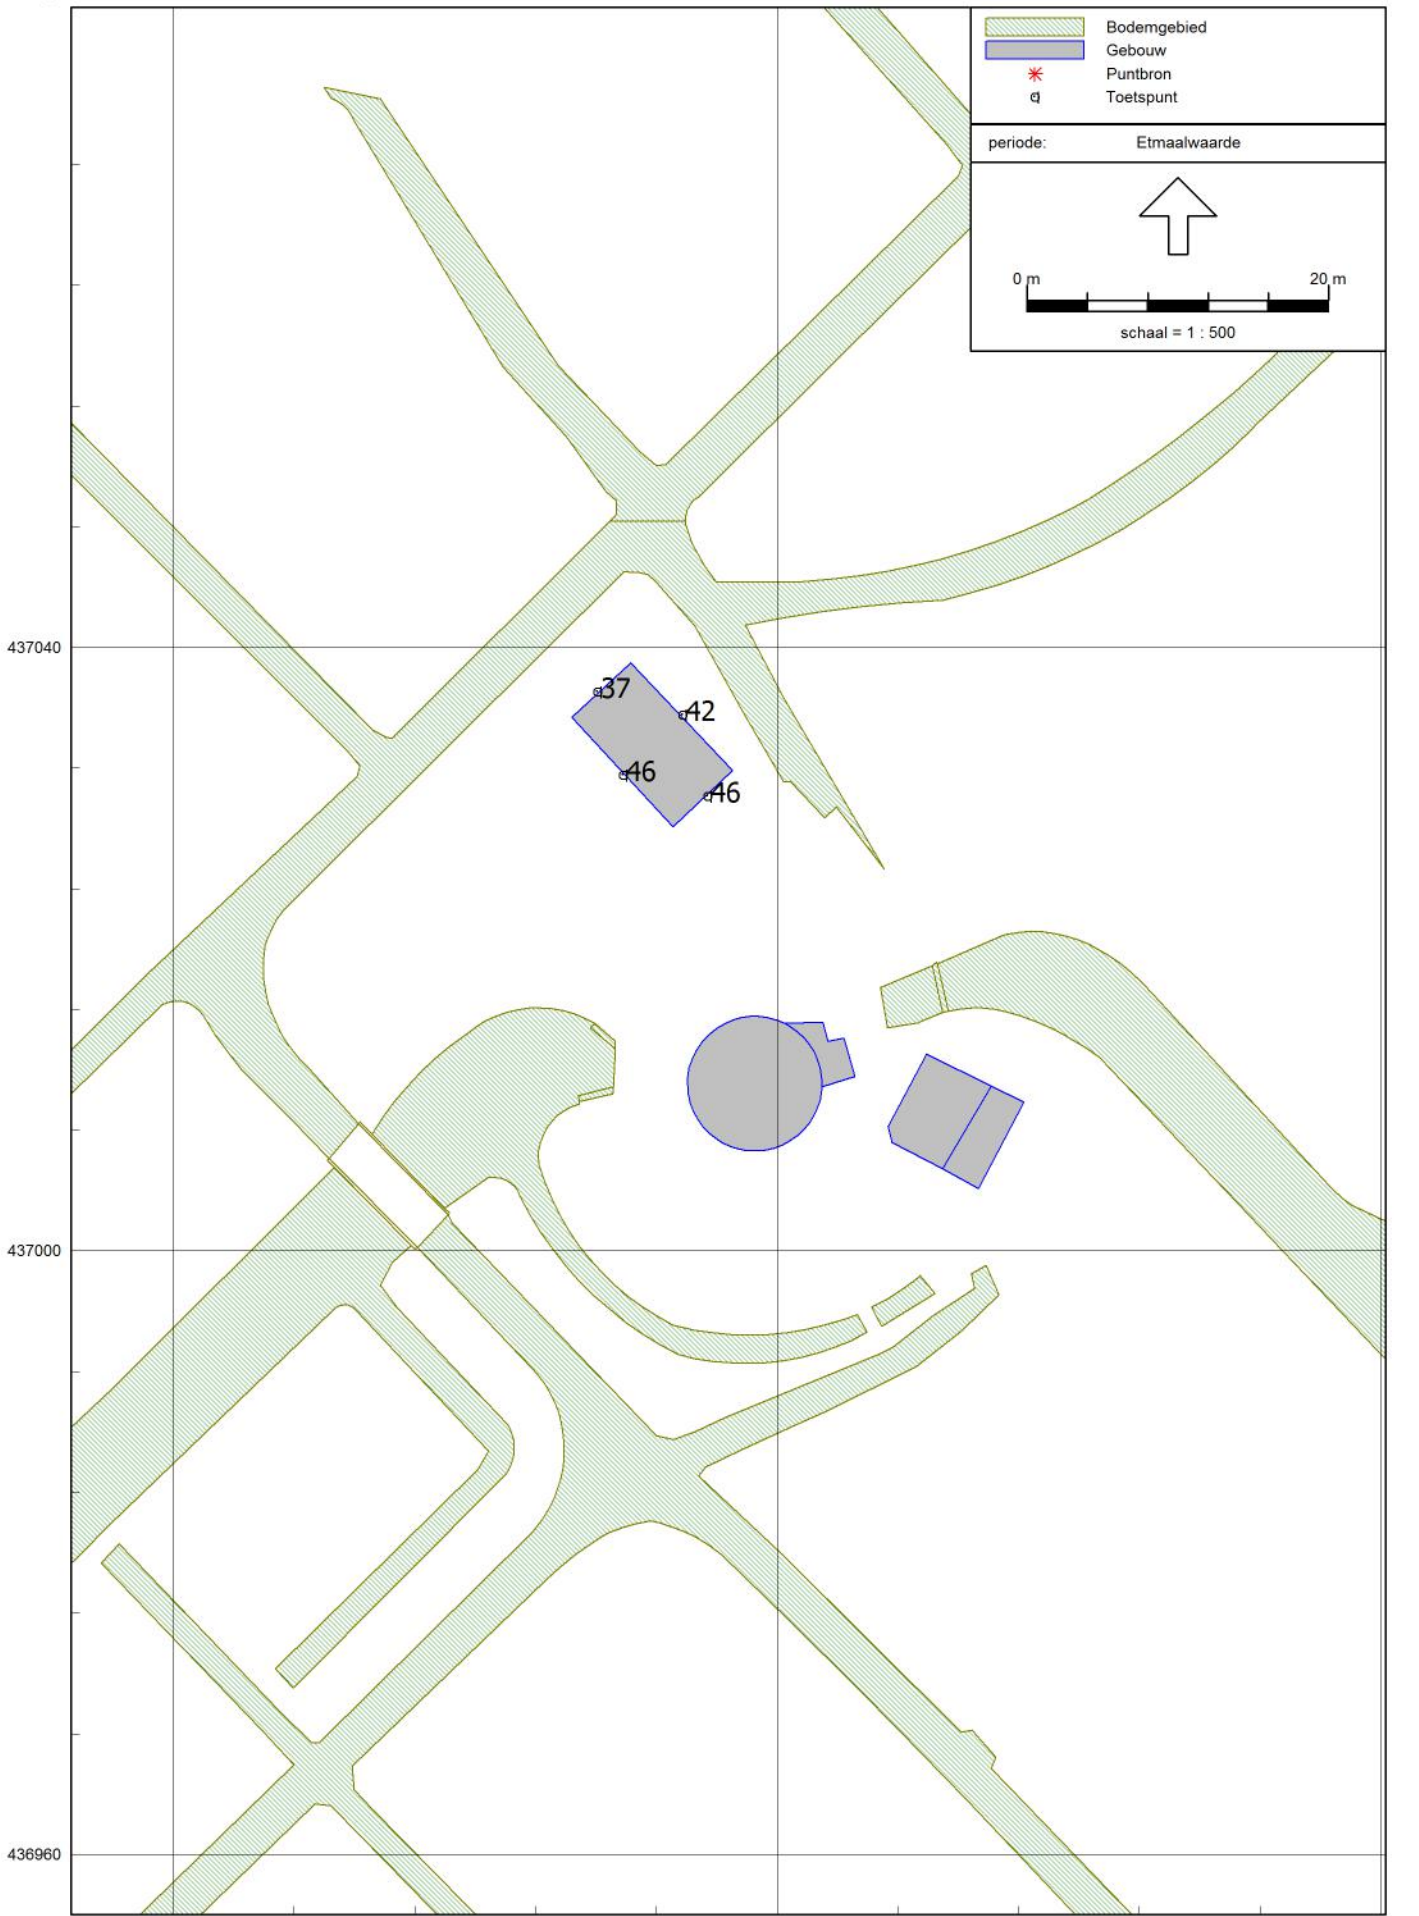 Bodemgebied
Gebouw
Puntbron
Toetspunt
periode: Etmaalwaarde
0 m 20 m
schaal = 1 : 500
437040
37
42
46
46
437000
436960